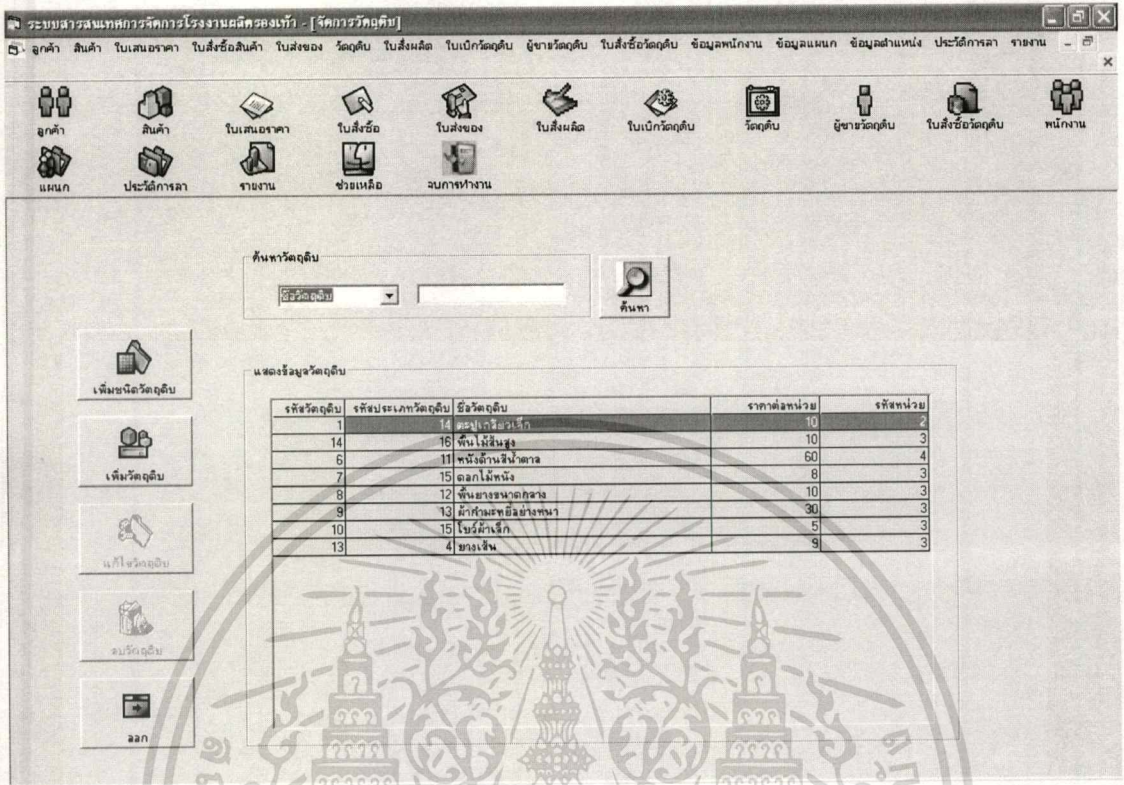 ระบบสารสนเทศการจัดการโรงงานผลิตรองเท้า - [จัดการวัตถุดิบ]
ลูกค้า สินค้า ใบเสนอราคา ใบสั่งซื้อสินค้า ใบส่งของ วัตถุดิบ ใบสั่งผลิต ใบเบิกวัตถุดิบ ผู้ขายวัตถุดิบ ใบสั่งซื้อวัตถุดิบ ข้อมูลพนักงาน ข้อมูลแผนก ข้อมูลตำแหน่ง ประวัติการลา รายงาน
ลูกค้า สินค้า ใบเสนอราคา ใบสั่งซื้อ ใบส่งของ ใบสั่งผลิต ใบเบิกวัตถุดิบ วัตถุดิบ ผู้ขายวัตถุดิบ ใบสั่งซื้อวัตถุดิบ พนักงาน
แผนก ประวัติการลา รายงาน ช่วยเหลือ จบการทำงาน
ค้นหาวัตถุดิบ
ชื่อวัตถุดิบ
ค้นหา
เพิ่มชนิดวัตถุดิบ
เพิ่มวัตถุดิบ
แก้ไขวัตถุดิบ
ลบวัตถุดิบ
ออก
แสดงข้อมูลวัตถุดิบ
รหัสวัตถุดิบ รหัสประเภทวัตถุดิบ ชื่อวัตถุดิบ ราคาต่อหน่วย รหัสหน่วย
1 14 ตะปูเกลียวเล็ก 10 2
14 16 พื้นไม้ส้นสูง 10 3
6 11 หนังด้านสีน้ำตาล 60 4
7 15 ดอกไม้หนัง 8 3
8 12 พื้นยางขนาดกลาง 10 3
9 13 ผ้ากำมะหยี่อย่างหนา 30 3
10 15 โบว์ผ้าเล็ก 5 3
13 4 ยางเส้น 9 3